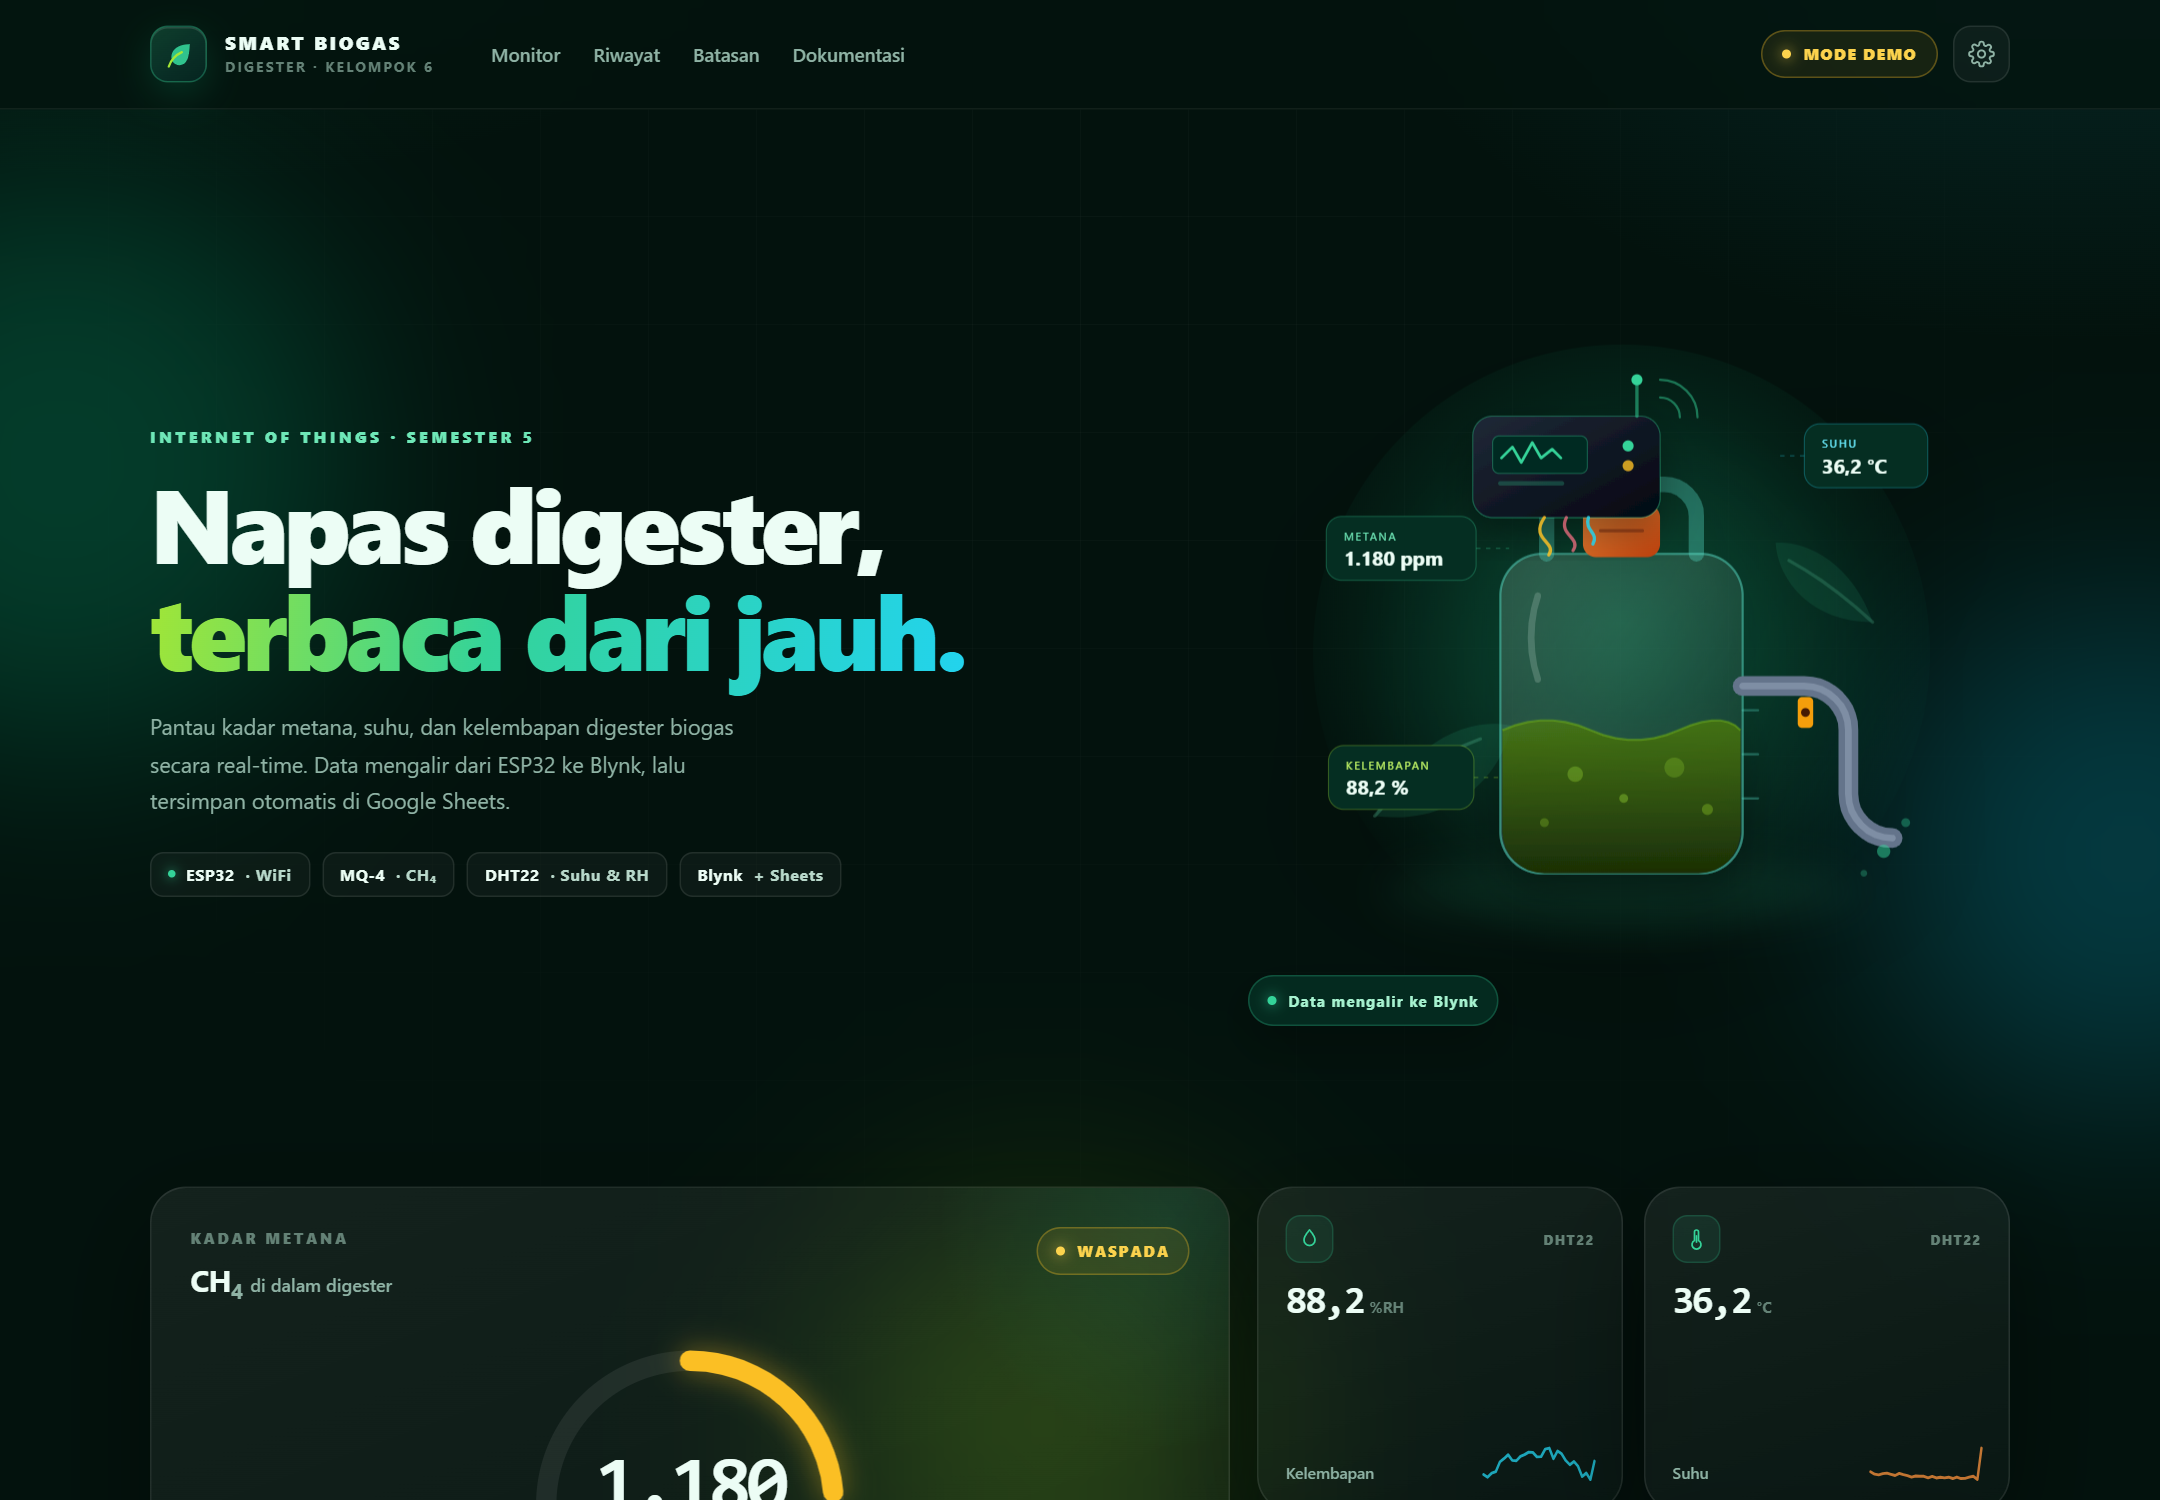 SMART BIOGAS
DIGESTER · KELOMPOK 6
Monitor
Riwayat
Batasan
Dokumentasi
MODE DEMO
INTERNET OF THINGS · SEMESTER 5
Napas digester,
terbaca dari jauh.
Pantau kadar metana, suhu, dan kelembapan digester biogas
secara real-time. Data mengalir dari ESP32 ke Blynk, lalu
tersimpan otomatis di Google Sheets.
ESP32 · WiFi
MQ-4 · CH₄
DHT22 · Suhu & RH
Blynk + Sheets
SUHU
36,2 °C
METANA
1.180 ppm
KELEMBAPAN
88,2 %
Data mengalir ke Blynk
KADAR METANA
CH₄ di dalam digester
WASPADA
1.180
DHT22
88,2 %RH
Kelembapan
DHT22
36,2 °C
Suhu